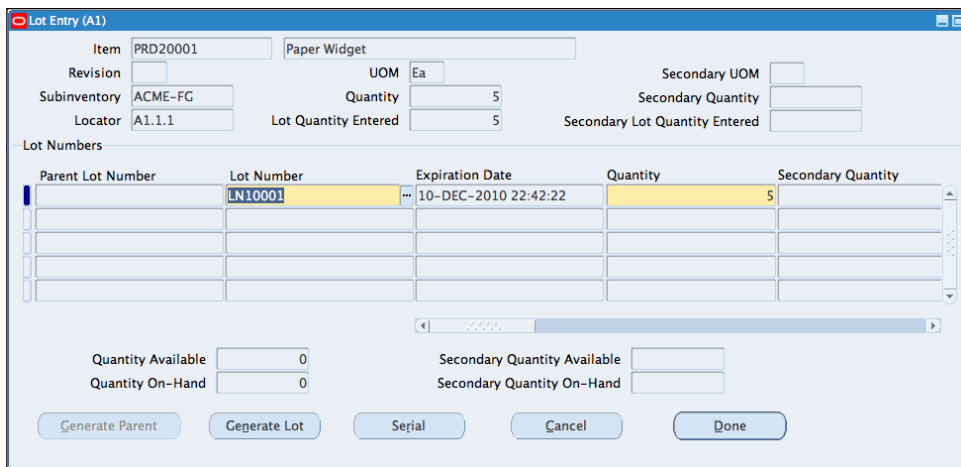 Lot Entry (A1)
Item PRD20001 Paper Widget
Revision UOM Ea Secondary UOM
Subinventory ACME-FG Quantity 5 Secondary Quantity
Locator A1.1.1 Lot Quantity Entered 5 Secondary Lot Quantity Entered
Lot Numbers
Parent Lot Number Lot Number Expiration Date Quantity Secondary Quantity
LN10001 ... 10-DEC-2010 22:42:22 5
Quantity Available 0 Secondary Quantity Available
Quantity On-Hand 0 Secondary Quantity On-Hand
Generate Parent Generate Lot Serial Cancel Done